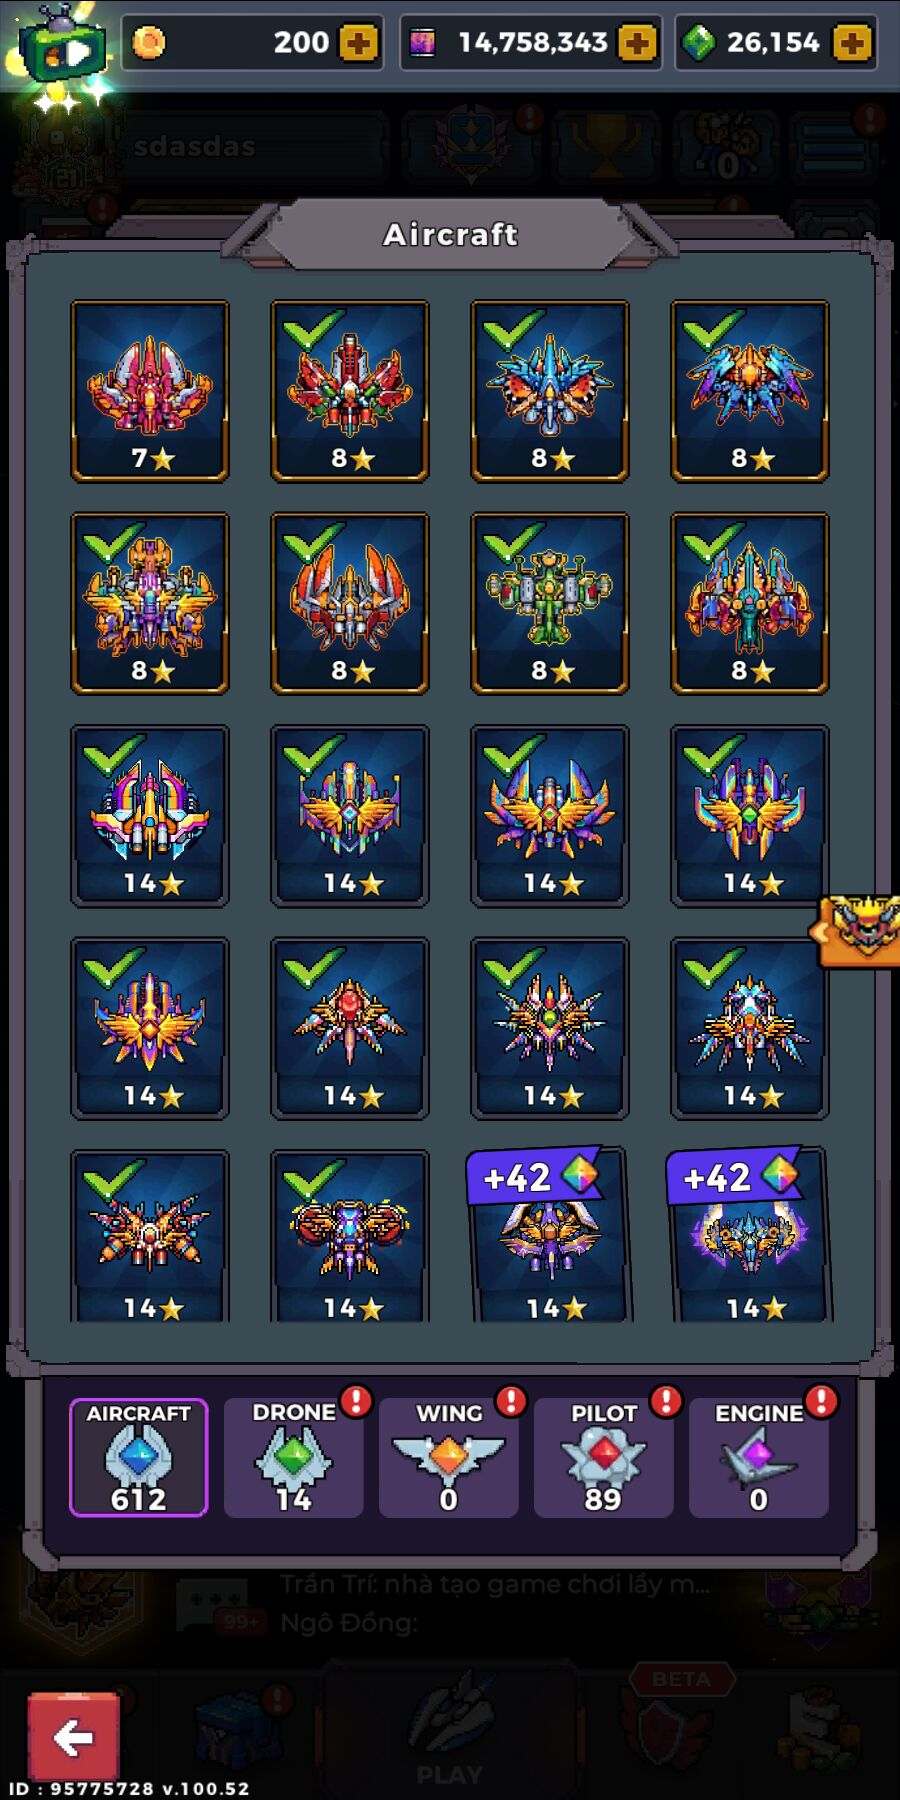 200
14,758,343
26,154
21
sdasdas
0
Aircraft
7
8
8
8
8
8
8
8
14
14
14
14
14
14
14
14
14
14
+42
14
+42
14
AIRCRAFT
612
DRONE
14
WING
0
PILOT
89
ENGINE
0
Trần Trí: nhà tạo game chơi lấy m...
99+
Ngô Đồng:
BETA
PLAY
ID : 95775728 v.100.52